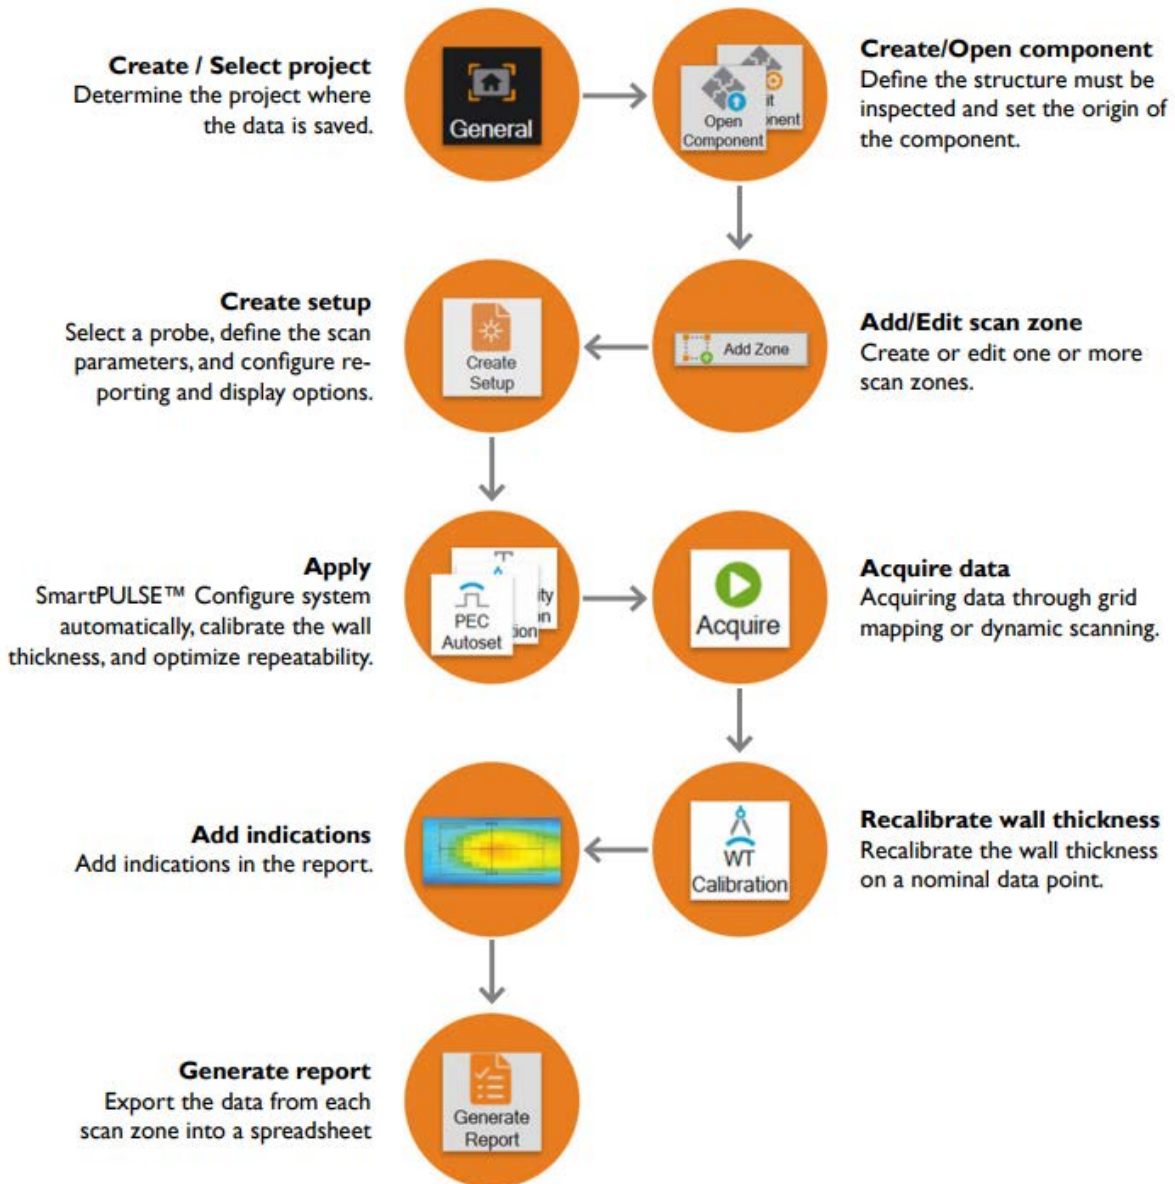 Create / Select project
Determine the project where
the data is saved.
General
Open
Component
it
onent
Create/Open component
Define the structure must be
inspected and set the origin of
the component.
Create setup
Select a probe, define the scan
parameters, and configure re-
porting and display options.
Create
Setup
Add Zone
Add/Edit scan zone
Create or edit one or more
scan zones.
Apply
SmartPULSE™ Configure system
automatically, calibrate the wall
thickness, and optimize repeatability.
PEC
Autoset
ity
n
tion
Acquire
Acquire data
Acquiring data through grid
mapping or dynamic scanning.
Add indications
Add indications in the report.
WT
Calibration
Recalibrate wall thickness
Recalibrate the wall thickness
on a nominal data point.
Generate report
Export the data from each
scan zone into a spreadsheet
Generate
Report